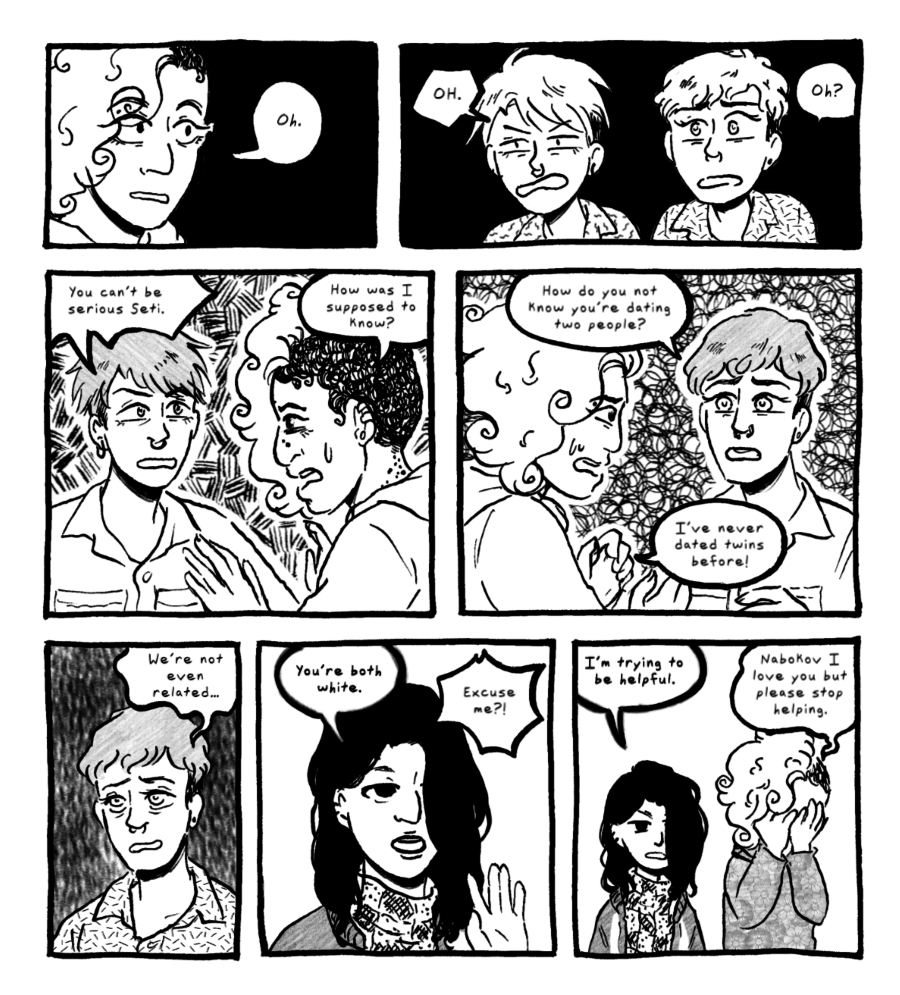 Oh.
OH.
Oh?
You can't be
serious Seti.
How was I
supposed to
know?
How do you not
know you're dating
two people?
I've never
dated twins
before!
We're not
even
related...
You're both
white.
Excuse
me?!
I'm trying to
be helpful.
Nabokov I
love you but
please stop
helping.